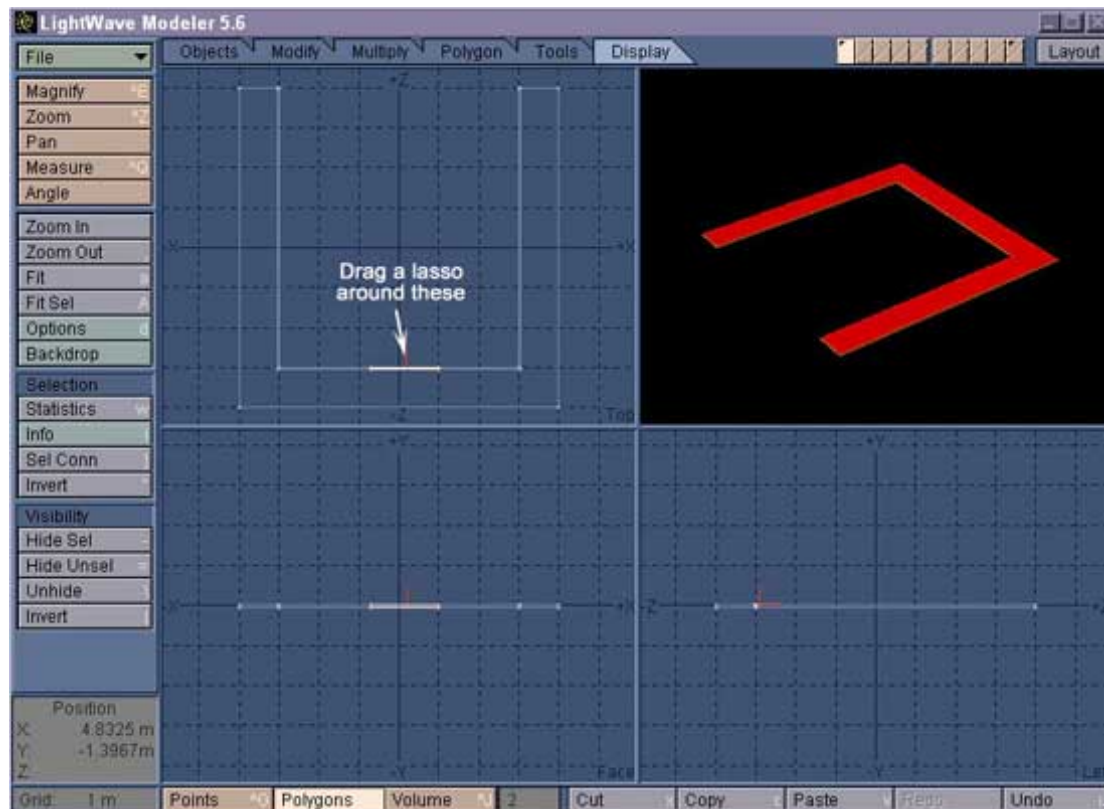 LightWave Modeler 5.6
File
Objects Modify Multiply Polygon Tools Display
Layout
Magnify ^E
Zoom ^Z
Pan
Measure ^Q
Angle
Zoom In
Zoom Out
Fit a
Fit Sel A
Options d
Backdrop
Selection
Statistics w
Info i
Sel Conn ]
Invert "
Visibility
Hide Sel -
Hide Unsel =
Unhide \
Invert |
Position
X: 4.8325 m
Y: -1.3967m
Z:
Grid: 1 m
+Z
-X +X
Drag a lasso
around these
-Z
Top
+Y
-X +X
-Y
Face
+Y
-Z +Z
-Y
Left
Points ^G Polygons Volume ^J 2 Cut x Copy c Paste v Redo Undo u